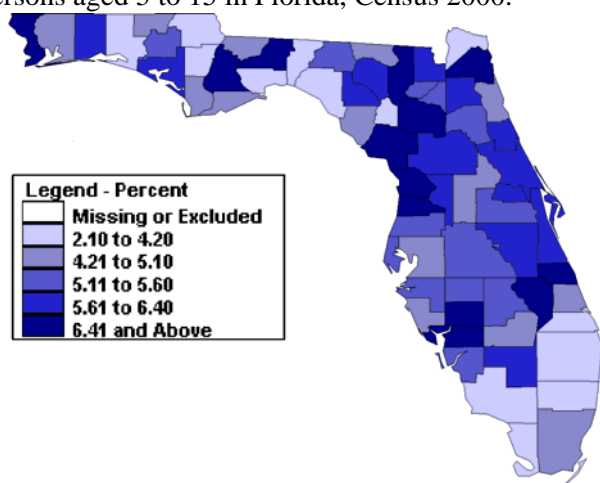 ersons aged 5 to 15 in Florida, Census 2000.
Legend - Percent
Missing or Excluded
2.10 to 4.20
4.21 to 5.10
5.11 to 5.60
5.61 to 6.40
6.41 and Above